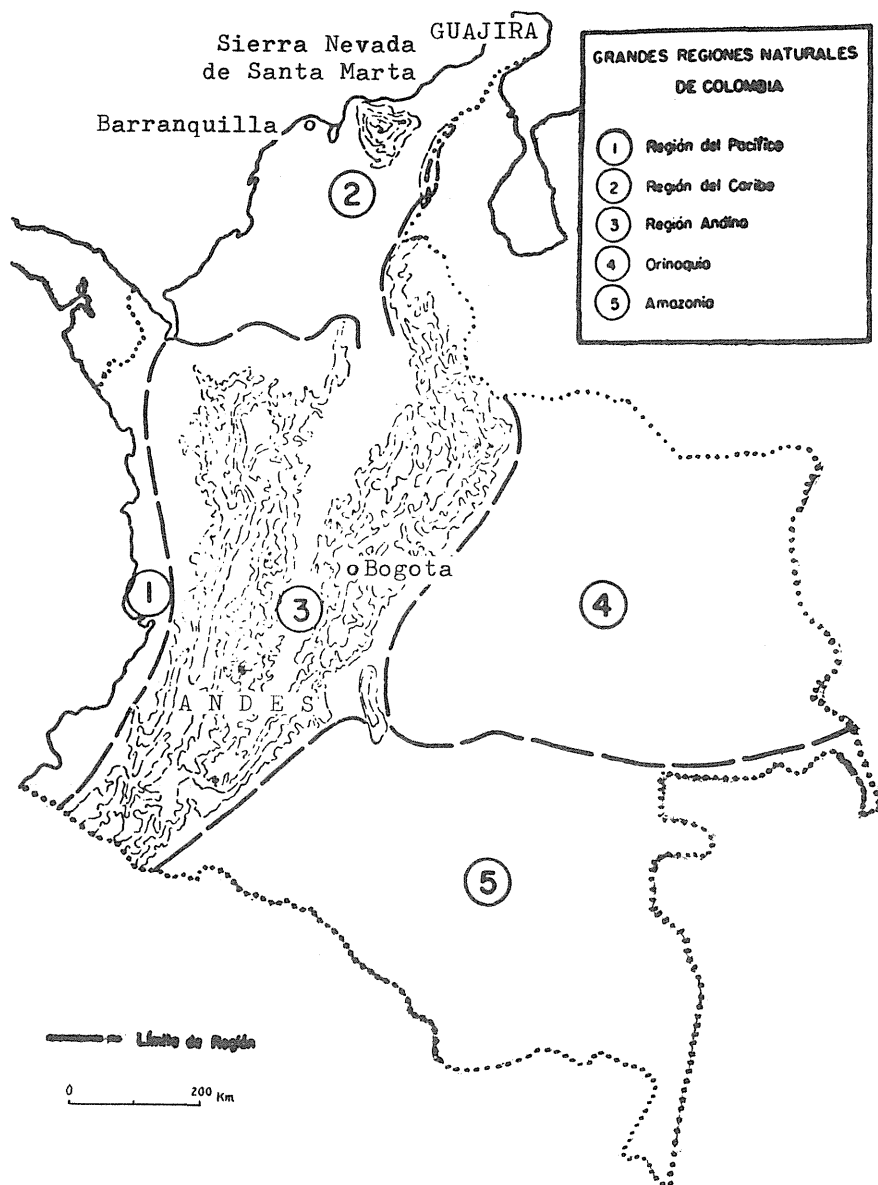 GUAJIRA
Sierra Nevada
de Santa Marta
Barranquilla
GRANDES REGIONES NATURALES
DE COLOMBIA
1 Región del Pacífico
2 Región del Caribe
3 Región Andina
4 Orinoquia
5 Amazonia
2
Bogota
1
3
4
ANDES
5
Límite de Región
0 200 Km